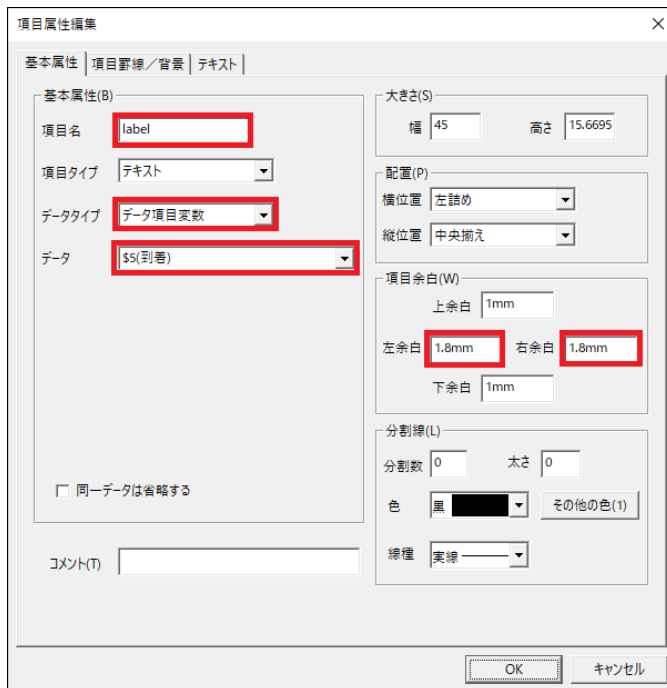 項目属性編集
基本属性 項目罫線／背景 テキスト
基本属性(B)
項目名 label
項目タイプ テキスト
データタイプ データ項目変数
データ $5(到着)
同一データは省略する
コメント(T)
大きさ(S)
幅 45 高さ 15.6695
配置(P)
横位置 左詰め
縦位置 中央揃え
項目余白(W)
上余白 1mm
左余白 1.8mm 右余白 1.8mm
下余白 1mm
分割線(L)
分割数 0 太さ 0
色 黒 その他の色(1)
線種 実線
OK キャンセル